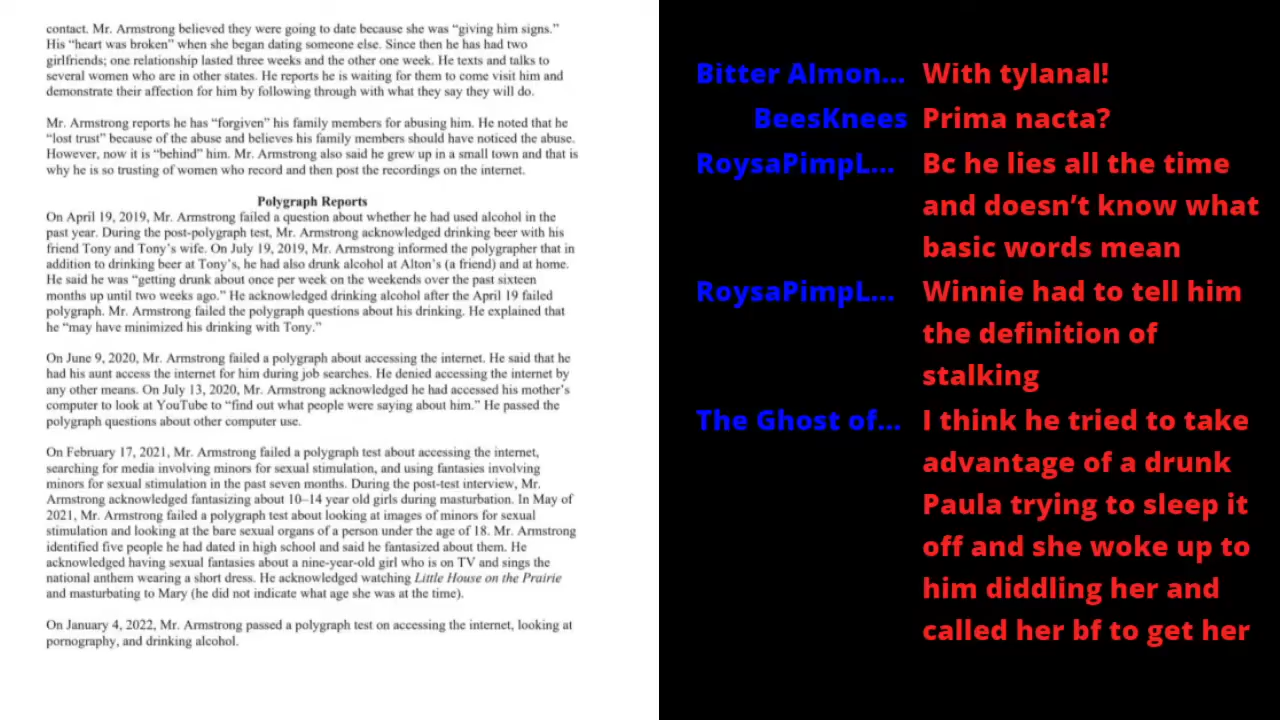 contact. Mr. Armstrong believed they were going to date because she was “giving him signs.”
His “heart was broken” when she began dating someone else. Since then he has had two
girlfriends; one relationship lasted three weeks and the other one week. He texts and talks to
several women who are in other states. He reports he is waiting for them to come visit him and
demonstrate their affection for him by following through with what they say they will do.
Mr. Armstrong reports he has “forgiven” his family members for abusing him. He noted that he
“lost trust” because of the abuse and believes his family members should have noticed the abuse.
However, now it is “behind” him. Mr. Armstrong also said he grew up in a small town and that is
why he is so trusting of women who record and then post the recordings on the internet.
Polygraph Reports
On April 19, 2019, Mr. Armstrong failed a question about whether he had used alcohol in the
past year. During the post-polygraph test, Mr. Armstrong acknowledged drinking beer with his
friend Tony and Tony’s wife. On July 19, 2019, Mr. Armstrong informed the polygrapher that in
addition to drinking beer at Tony’s, he had also drunk alcohol at Alton’s (a friend) and at home.
He said he was “getting drunk about once per week on the weekends over the past sixteen
months up until two weeks ago.” He acknowledged drinking alcohol after the April 19 failed
polygraph. Mr. Armstrong failed the polygraph questions about his drinking. He explained that
he “may have minimized his drinking with Tony.”
On June 9, 2020, Mr. Armstrong failed a polygraph about accessing the internet. He said that he
had his aunt access the internet for him during job searches. He denied accessing the internet by
any other means. On July 13, 2020, Mr. Armstrong acknowledged he had accessed his mother’s
computer to look at YouTube to “find out what people were saying about him.” He passed the
polygraph questions about other computer use.
On February 17, 2021, Mr. Armstrong failed a polygraph test about accessing the internet,
searching for media involving minors for sexual stimulation, and using fantasies involving
minors for sexual stimulation in the past seven months. During the post-test interview, Mr.
Armstrong acknowledged fantasizing about 10–14 year old girls during masturbation. In May of
2021, Mr. Armstrong failed a polygraph test about looking at images of minors for sexual
stimulation and looking at the bare sexual organs of a person under the age of 18. Mr. Armstrong
identified five people he had dated in high school and said he fantasized about them. He
acknowledged having sexual fantasies about a nine-year-old girl who is on TV and sings the
national anthem wearing a short dress. He acknowledged watching Little House on the Prairie
and masturbating to Mary (he did not indicate what age she was at the time).
On January 4, 2022, Mr. Armstrong passed a polygraph test on accessing the internet, looking at
pornography, and drinking alcohol.
Bitter Almon... With tylanal!
BeesKnees Prima nacta?
RoysaPimpL... Bc he lies all the time
and doesn’t know what
basic words mean
RoysaPimpL... Winnie had to tell him
the definition of
stalking
The Ghost of... I think he tried to take
advantage of a drunk
Paula trying to sleep it
off and she woke up to
him diddling her and
called her bf to get her